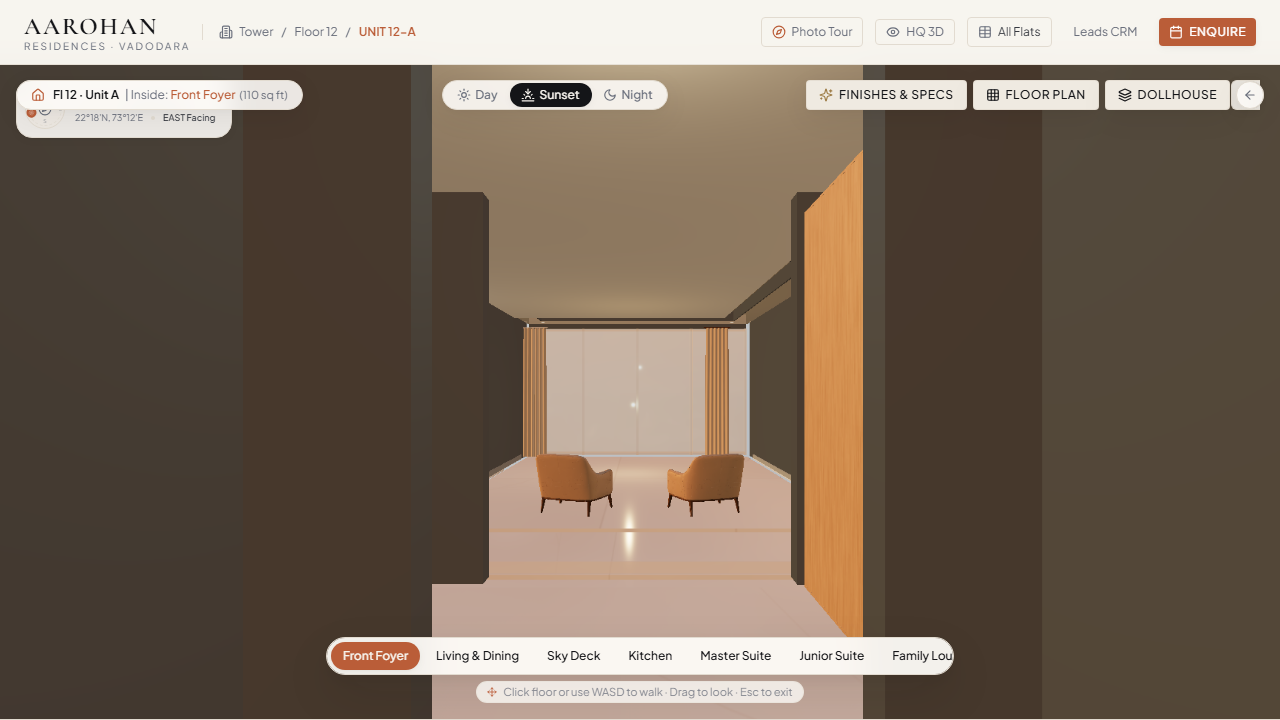 AAROHAN
RESIDENCES · VADODARA
Tower / Floor 12 / UNIT 12-A
Photo Tour
HQ 3D
All Flats
Leads CRM
ENQUIRE
Fl 12 · Unit A | Inside: Front Foyer (110 sq ft)
22°18'N, 73°12'E · EAST Facing
S
Day
Sunset
Night
FINISHES & SPECS
FLOOR PLAN
DOLLHOUSE
Front Foyer
Living & Dining
Sky Deck
Kitchen
Master Suite
Junior Suite
Family Lou
Click floor or use WASD to walk · Drag to look · Esc to exit